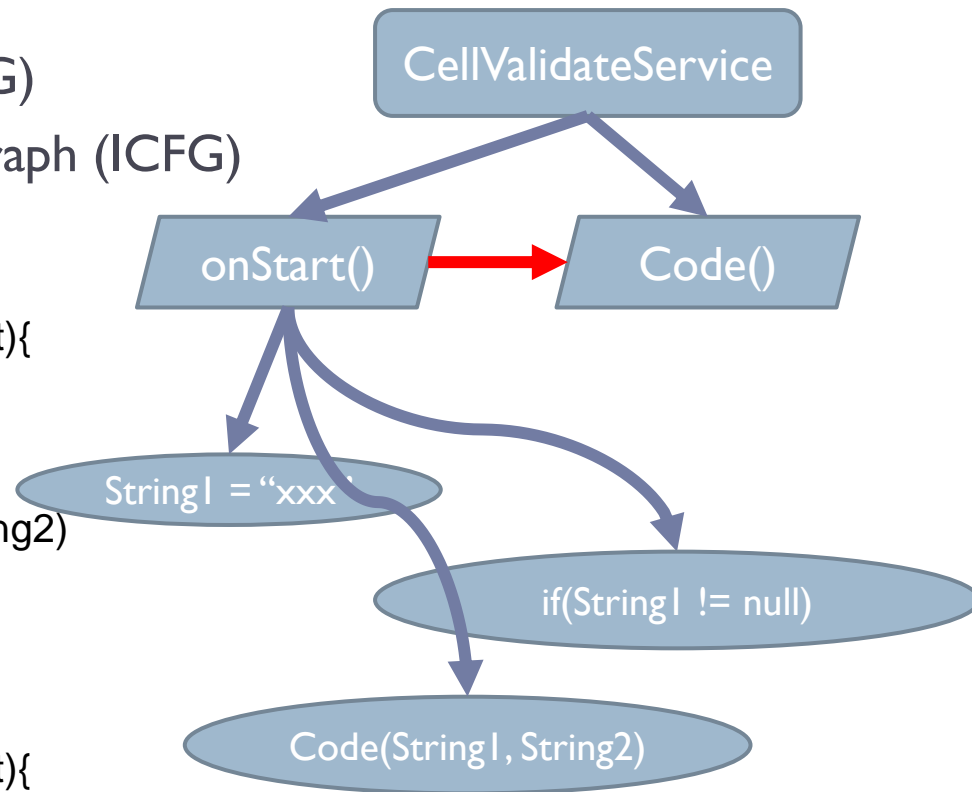 G)
CellValidateService
raph (ICFG)
onStart()
Code()
t){
String1 = “xxx”
ng2)
if(String1 != null)
Code(String1, String2)
t){